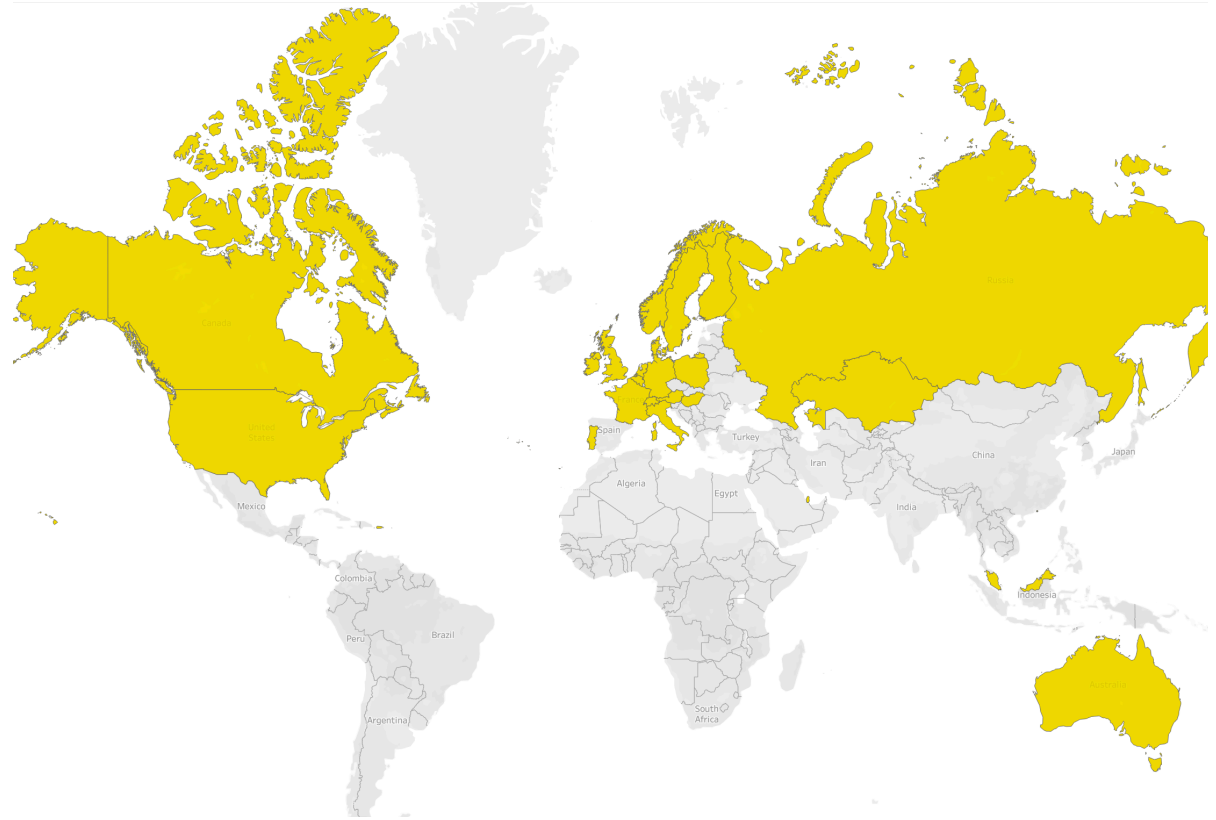 Russia
Canada
France
United
States
Spain
Turkey
China
Japan
Iran
Algeria
Egypt
Mexico
India
Colombia
Indonesia
Peru
Brazil
Australia
South
Africa
Argentina